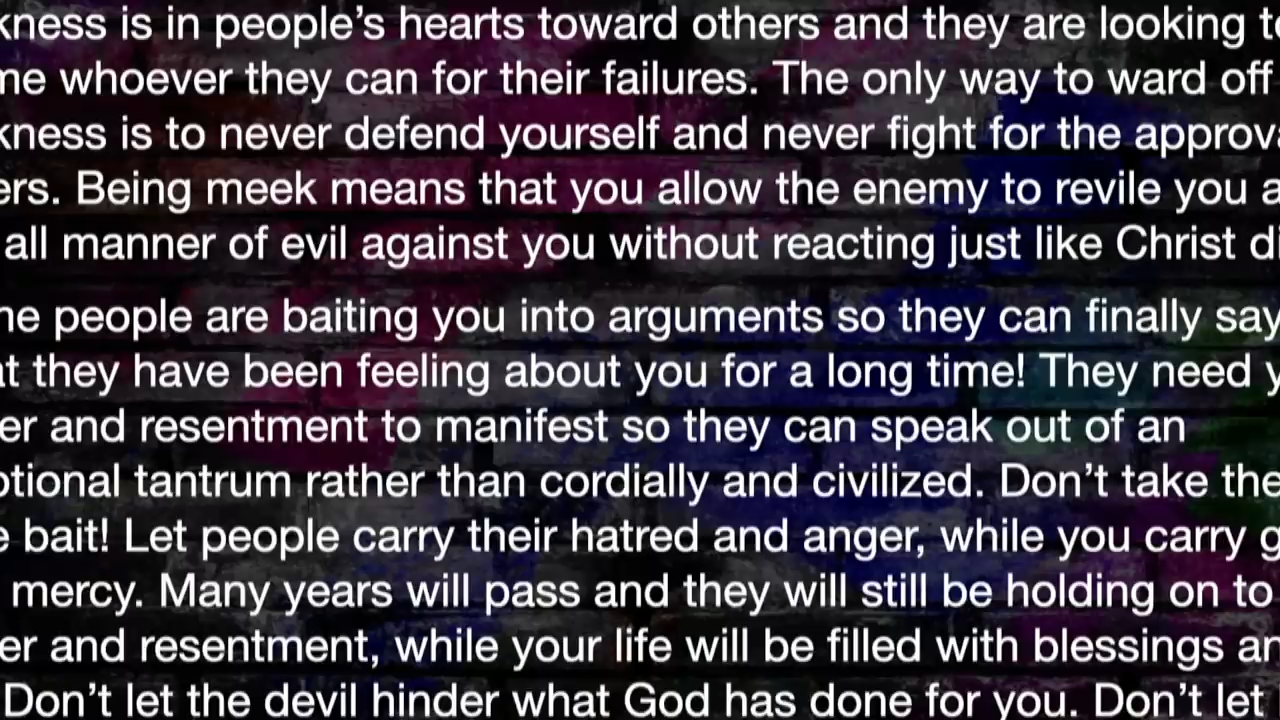 kness is in people’s hearts toward others and they are looking to
me whoever they can for their failures. The only way to ward off
kness is to never defend yourself and never fight for the approva
ers. Being meek means that you allow the enemy to revile you a
all manner of evil against you without reacting just like Christ di
me people are baiting you into arguments so they can finally say
at they have been feeling about you for a long time! They need y
er and resentment to manifest so they can speak out of an
otional tantrum rather than cordially and civilized. Don’t take the
e bait! Let people carry their hatred and anger, while you carry g
mercy. Many years will pass and they will still be holding on to
er and resentment, while your life will be filled with blessings an
Don’t let the devil hinder what God has done for you. Don’t let